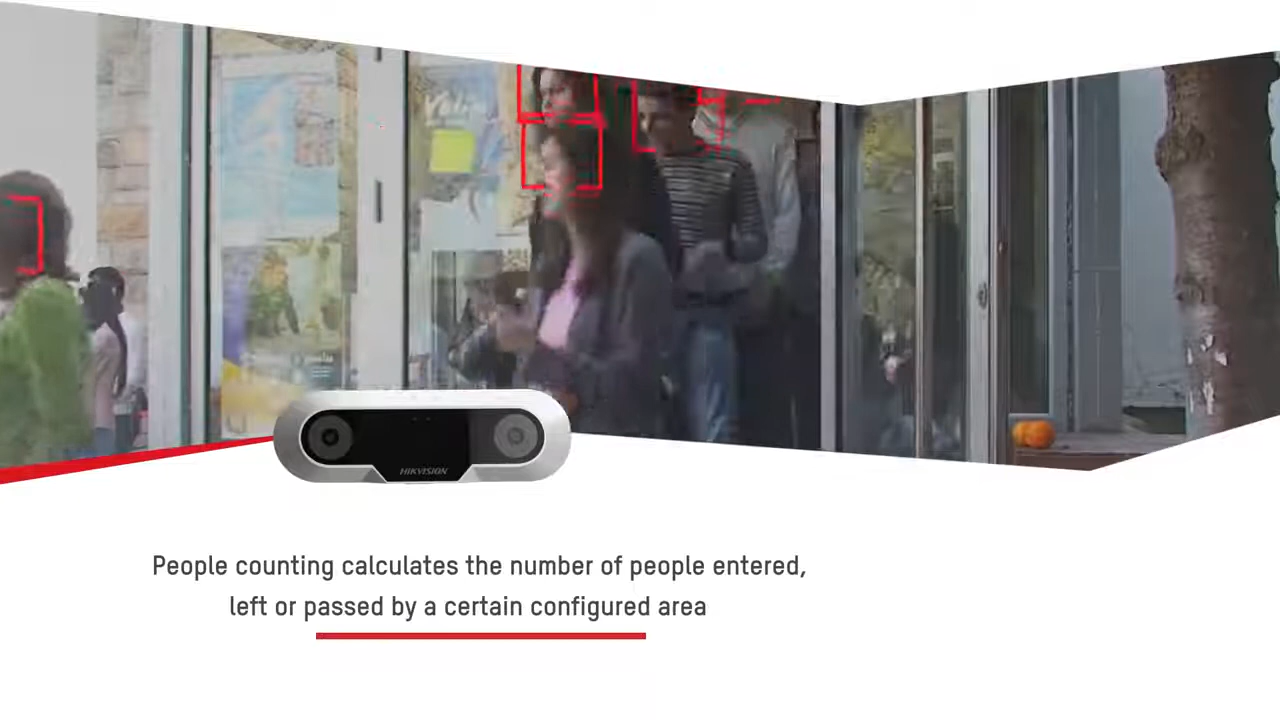 HIKVISION
People counting calculates the number of people entered,
left or passed by a certain configured area